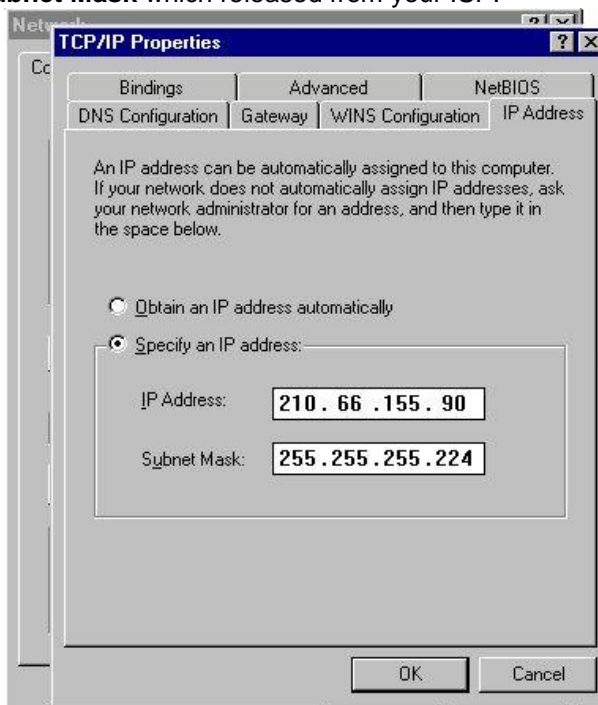 ubnet Mask which released from your ISP.
Network
TCP/IP Properties
Co
Bindings Advanced NetBIOS
DNS Configuration Gateway WINS Configuration IP Address
An IP address can be automatically assigned to this computer.
If your network does not automatically assign IP addresses, ask
your network administrator for an address, and then type it in
the space below.
Obtain an IP address automatically
Specify an IP address:
IP Address: 210 . 66 .155 . 90
Subnet Mask: 255 .255 .255 .224
OK Cancel